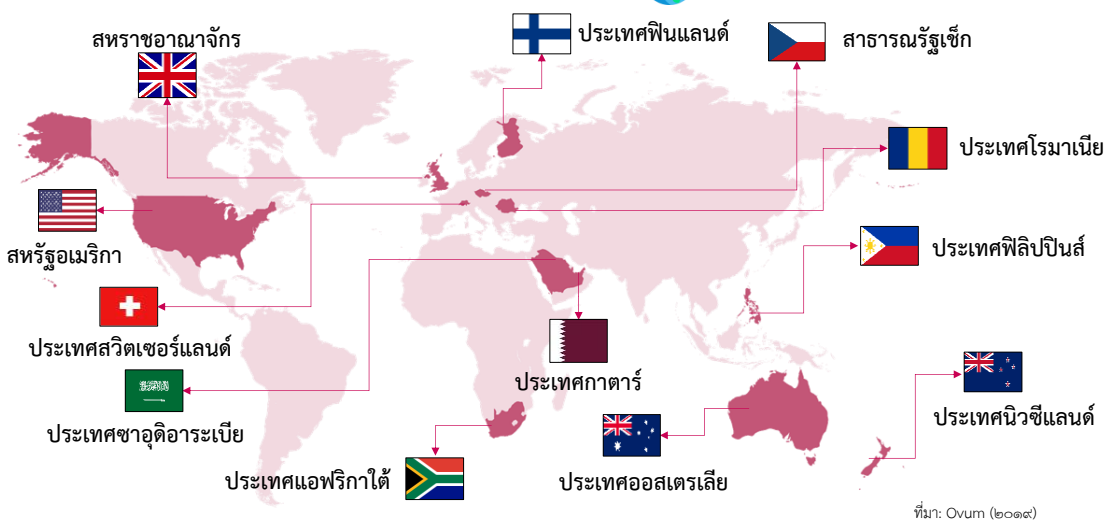 สหราชอาณาจักร
ประเทศฟินแลนด์
สาธารณรัฐเช็ก
ประเทศโรมาเนีย
สหรัฐอเมริกา
ประเทศฟิลิปปินส์
ประเทศสวิตเซอร์แลนด์
ประเทศกาตาร์
ประเทศซาอุดิอาระเบีย
ประเทศนิวซีแลนด์
ประเทศแอฟริกาใต้
ประเทศออสเตรเลีย
ที่มา: Ovum (๒๐๑๙)